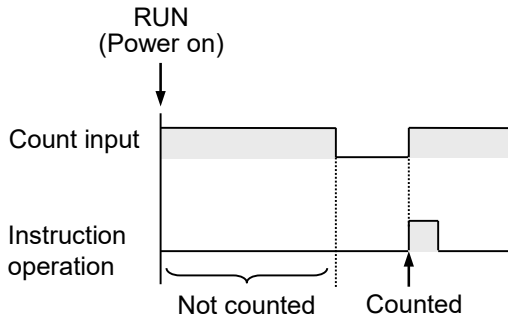 RUN
(Power on)
Count input
Instruction
operation
Not counted
Counted